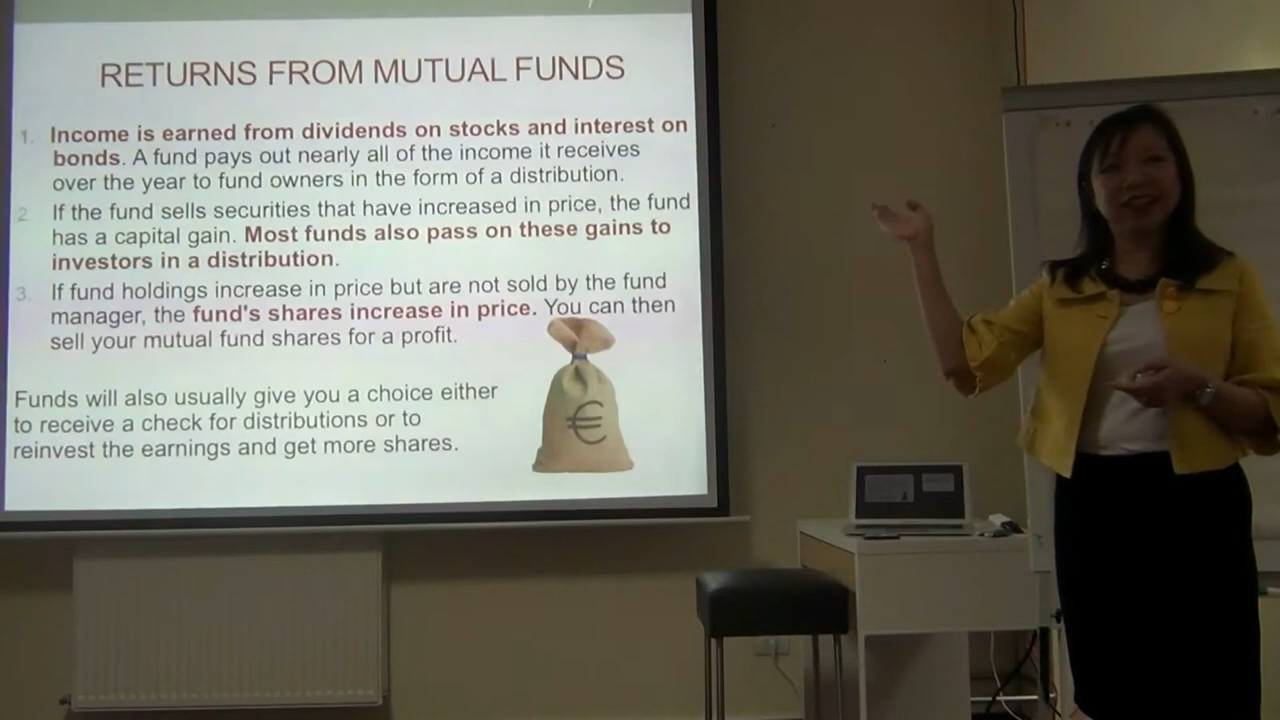 RETURNS FROM MUTUAL FUNDS
1. Income is earned from dividends on stocks and interest on
bonds. A fund pays out nearly all of the income it receives
over the year to fund owners in the form of a distribution.
2. If the fund sells securities that have increased in price, the fund
has a capital gain. Most funds also pass on these gains to
investors in a distribution.
3. If fund holdings increase in price but are not sold by the fund
manager, the fund's shares increase in price. You can then
sell your mutual fund shares for a profit.
Funds will also usually give you a choice either
to receive a check for distributions or to
reinvest the earnings and get more shares.
€